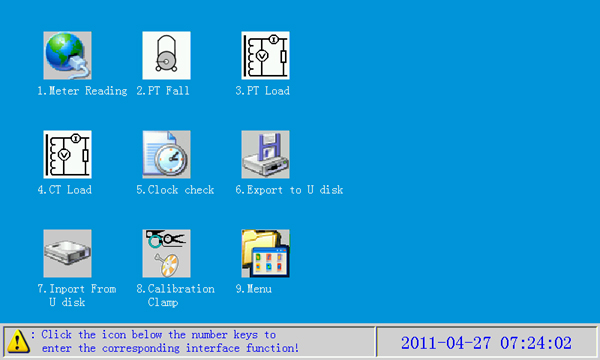 1.Meter Reading 2.PT Fall 3.PT Load
4.CT Load 5.Clock check 6.Export to U disk
7.Inport From
U disk
8.Calibration
Clamp
9.Menu
: Click the icon below the number keys to
enter the corresponding interface function!
2011-04-27 07:24:02